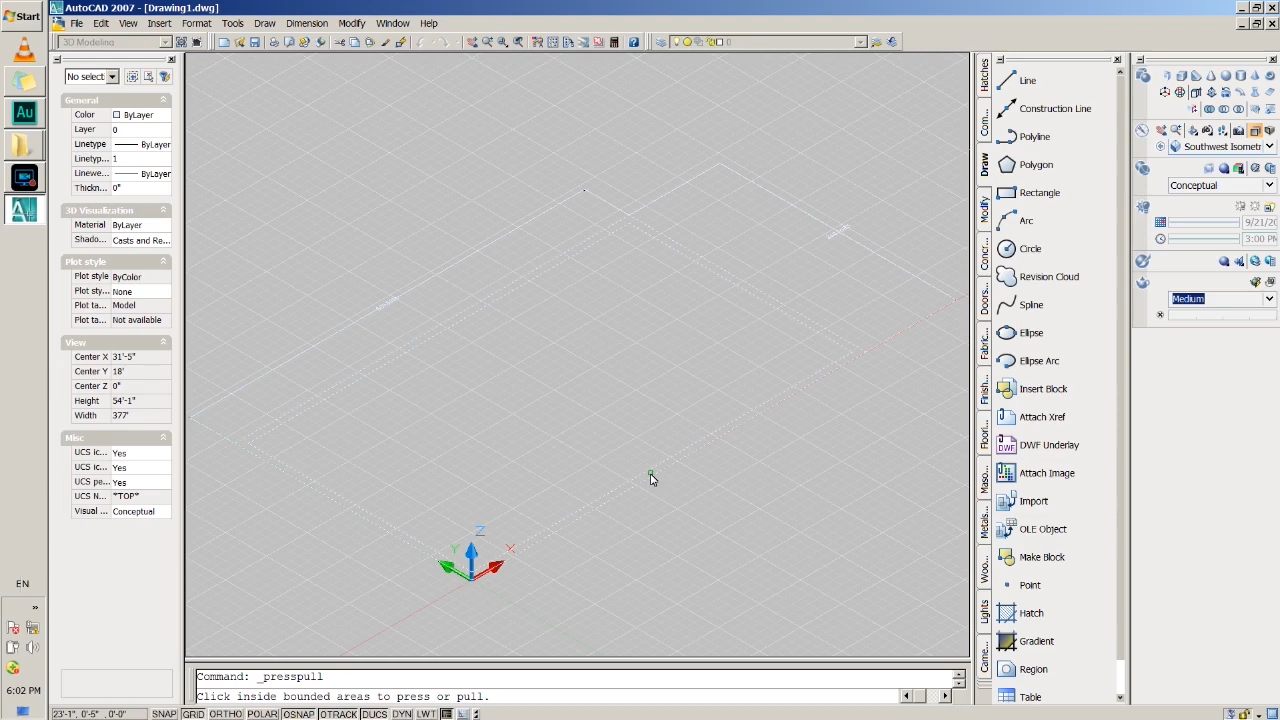 Start
AutoCAD 2007 - [Drawing1.dwg]
File Edit View Insert Format Tools Draw Dimension Modify Window Help
3D Modeling
0
No select
General
Color ByLayer
Layer 0
Linetype ByLayer
Linetyp... 1
Linewe... ByLayer
Thickn... 0"
3D Visualization
Material ByLayer
Shado... Casts and Re...
Plot style
Plot style ByColor
Plot sty... None
Plot ta... Model
Plot ta... Not available
View
Center X 31'-5"
Center Y 18'
Center Z 0"
Height 54'-1"
Width 377'
Misc
UCS ic... Yes
UCS ic... Yes
UCS pe... Yes
UCS N... *TOP*
Visual ... Conceptual
Au
EN
6:02 PM
Z
Y X
Command: _presspull
Click inside bounded areas to press or pull.
23'-1", 0'-5" ,0'-0"
SNAP GRID ORTHO POLAR OSNAP OTRACK DUCS DYN LWT
Hatches
Com...
Draw
Modify
Concr...
Doors...
Fabric...
Finish...
Floori...
Maso...
Metals...
Woo...
Lights
Came...
Line
Construction Line
Polyline
Polygon
Rectangle
Arc
Circle
Revision Cloud
Spline
Ellipse
Ellipse Arc
Insert Block
Attach Xref
DWF Underlay
Attach Image
Import
OLE Object
Make Block
Point
Hatch
Gradient
Region
Table
Southwest Isometr
Conceptual
9/21/20
3:00 PM
Medium